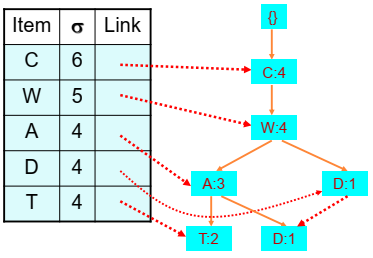 Item σ Link
C 6
W 5
A 4
D 4
T 4
{}
C:4
W:4
A:3 D:1
T:2 D:1